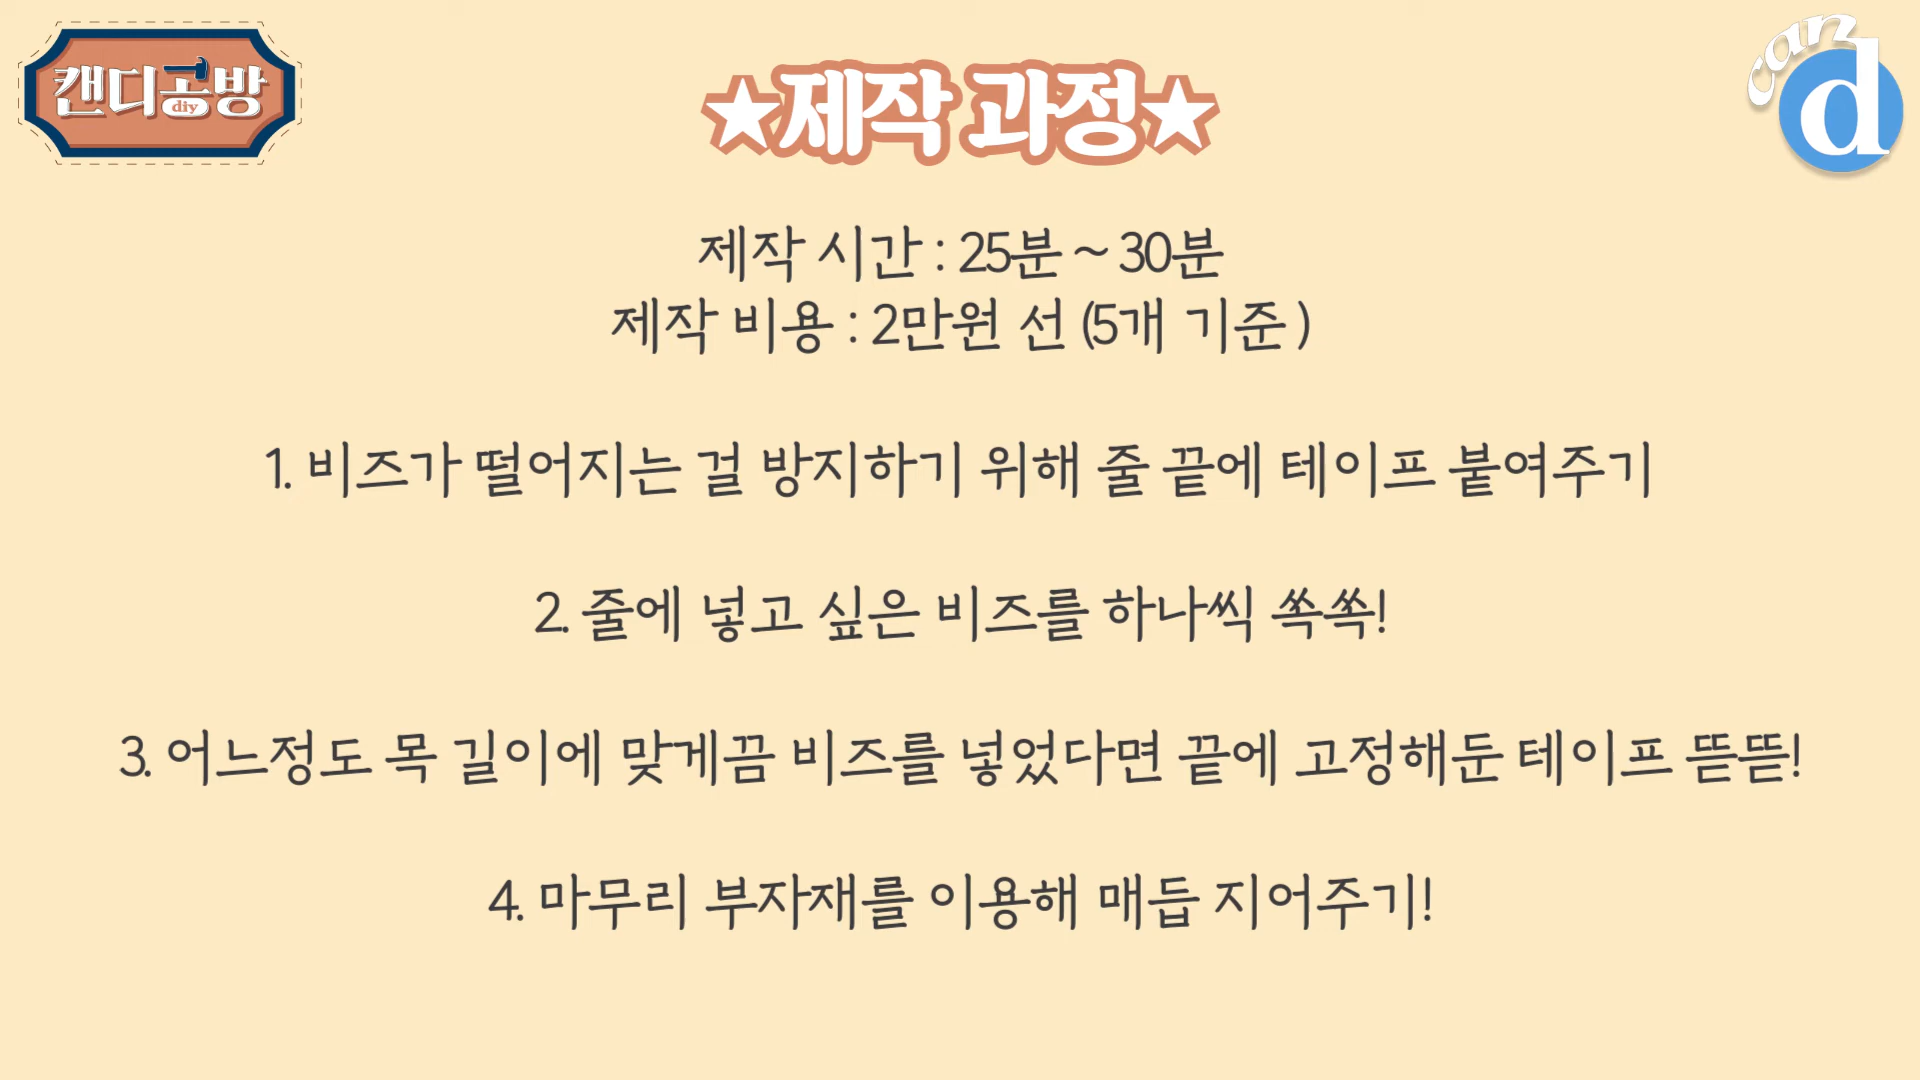 캔디공방
diy
can
d
★제작 과정★
제작 시간 : 25분 ~ 30분
제작 비용 : 2만원 선 (5개 기준 )
1. 비즈가 떨어지는 걸 방지하기 위해 줄 끝에 테이프 붙여주기
2. 줄에 넣고 싶은 비즈를 하나씩 쏙쏙!
3. 어느정도 목 길이에 맞게끔 비즈를 넣었다면 끝에 고정해둔 테이프 뜯뜯!
4. 마무리 부자재를 이용해 매듭 지어주기!